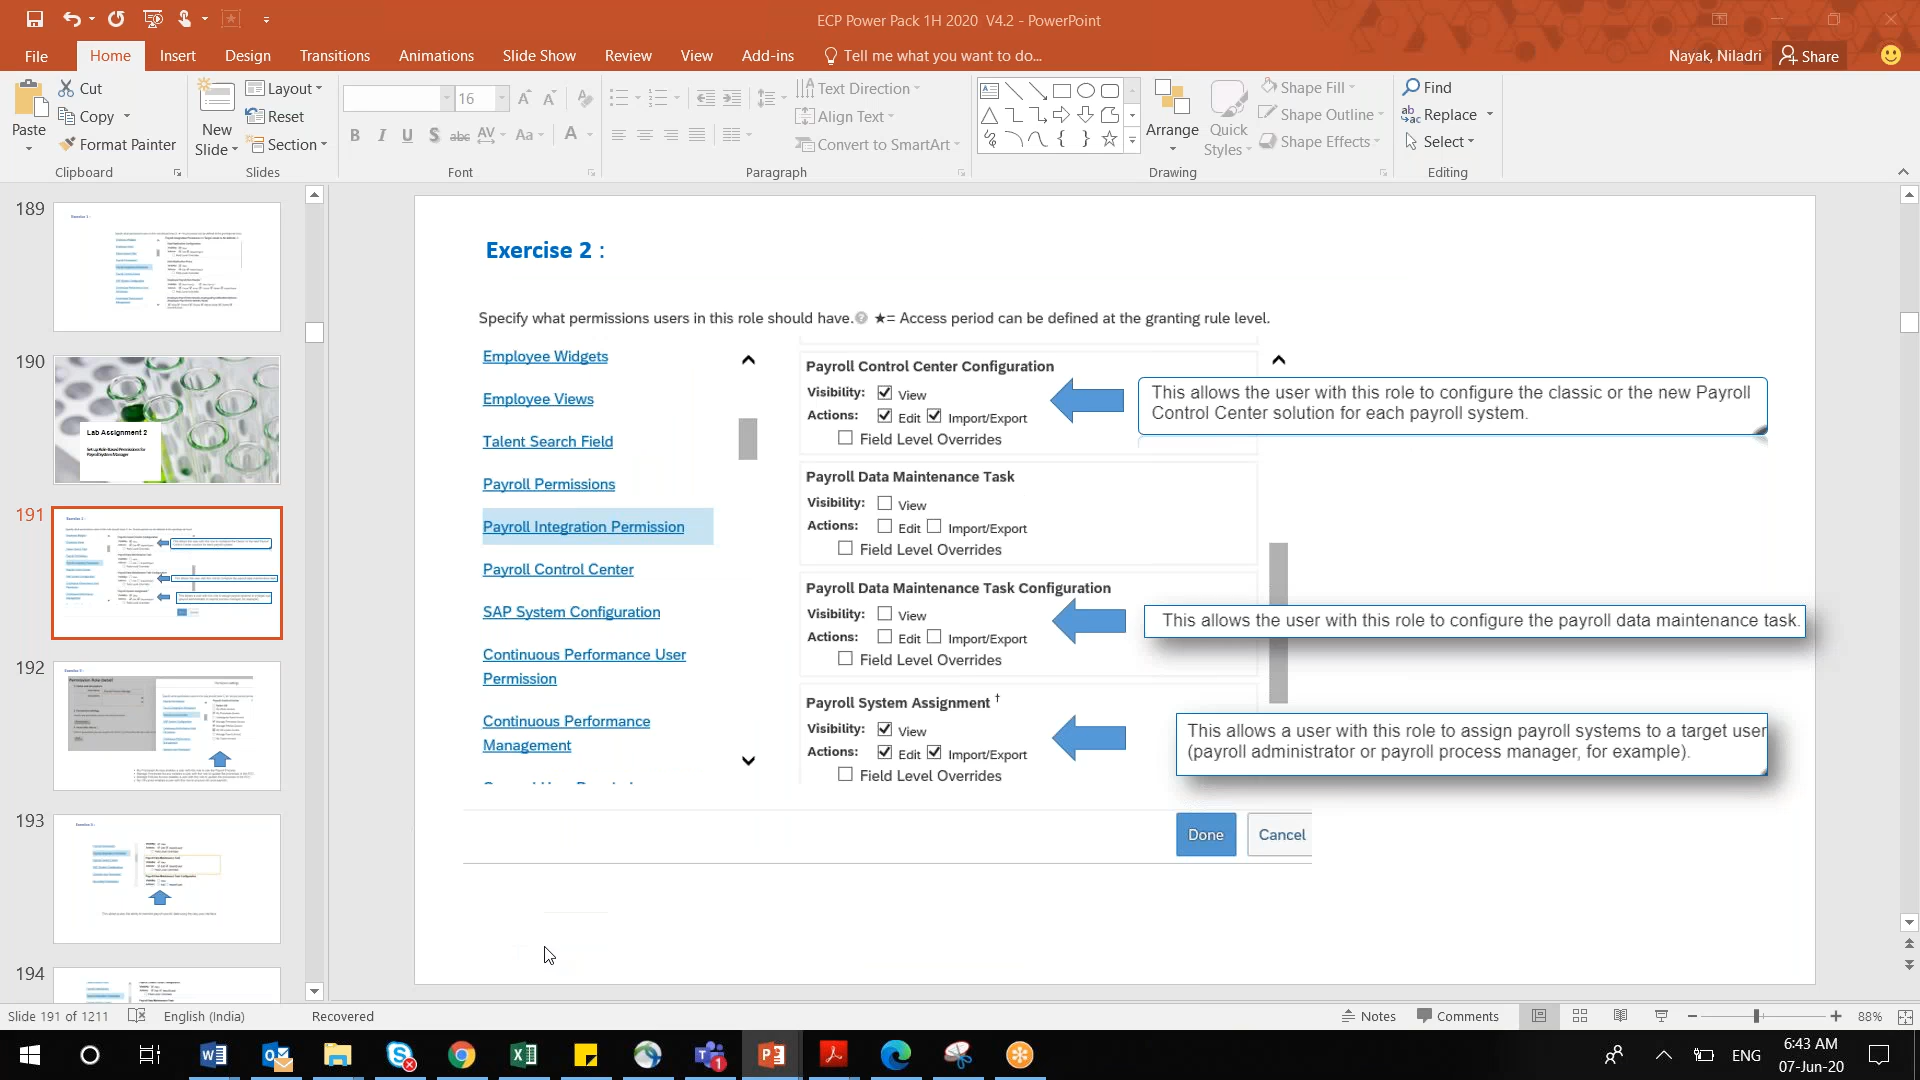 ECP Power Pack 1H 2020  V4.2 - PowerPoint
File Home Insert Design Transitions Animations Slide Show Review View Add-ins Tell me what you want to do... Nayak, Niladri Share
Cut
Copy
Format Painter
Paste
Clipboard
New
Slide
Layout
Reset
Section
Slides
16
Font
Text Direction
Align Text
Convert to SmartArt
Paragraph
Arrange
Quick
Styles
Shape Fill
Shape Outline
Shape Effects
Drawing
Find
Replace
Select
Editing
189
190
Lab Assignment 2
Set up Role-Based Permissions for
Payroll System Manager
191
192
193
194
Exercise 2 :
Specify what permissions users in this role should have. ★= Access period can be defined at the granting rule level.
Employee Widgets
Employee Views
Talent Search Field
Payroll Permissions
Payroll Integration Permission
Payroll Control Center
SAP System Configuration
Continuous Performance User
Permission
Continuous Performance
Management
Payroll Control Center Configuration
Visibility: View
Actions: Edit Import/Export
Field Level Overrides
Payroll Data Maintenance Task
Visibility: View
Actions: Edit Import/Export
Field Level Overrides
Payroll Data Maintenance Task Configuration
Visibility: View
Actions: Edit Import/Export
Field Level Overrides
Payroll System Assignment †
Visibility: View
Actions: Edit Import/Export
Field Level Overrides
This allows the user with this role to configure the classic or the new Payroll
Control Center solution for each payroll system.
This allows the user with this role to configure the payroll data maintenance task.
This allows a user with this role to assign payroll systems to a target user
(payroll administrator or payroll process manager, for example).
Done Cancel
Slide 191 of 1211 English (India) Recovered Notes Comments 88%
ENG
6:43 AM
07-Jun-20